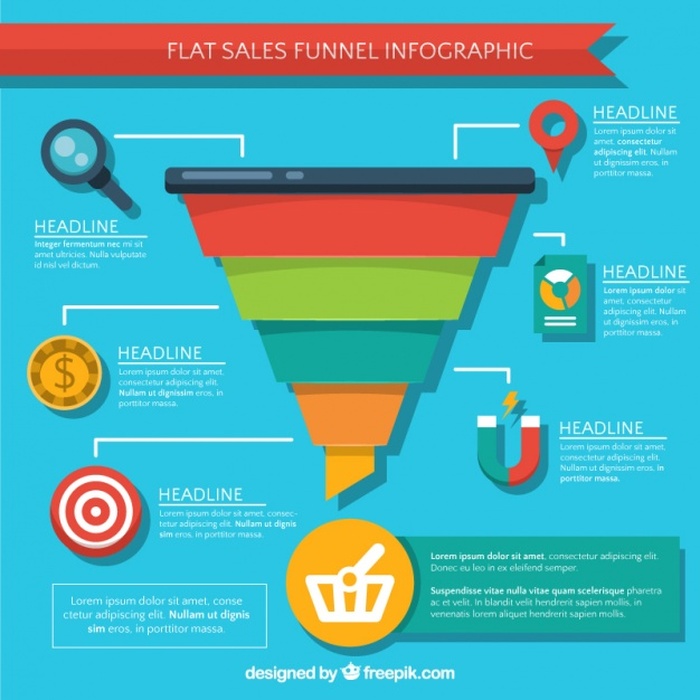 FLAT SALES FUNNEL INFOGRAPHIC
HEADLINE
Lorem ipsum dolor sit
amet, consectetur
adipiscing elit. Nullam
ut dignissim eros, in
porttitor massa.
HEADLINE
Integer fermentum nec mi sit
amet ultricies. Nulla vulputate
id nisl vel dictum.
HEADLINE
Lorem ipsum dolor sit
amet, consectetur
adipiscing elit. Nullam
ut dignissim eros, in
porttitor massa.
HEADLINE
Lorem ipsum dolor sit amet,
consectetur adipiscing elit.
Nullam ut dignissim eros, in
porttitor massa.
$
HEADLINE
Lorem ipsum dolor sit amet,
consectetur adipiscing elit.
Nullam ut dignissim eros, in
porttitor massa.
HEADLINE
Lorem ipsum dolor sit amet, consec-
tetur adipiscing elit. Nullam ut dignis
sim eros, in porttitor massa.
Lorem ipsum dolor sit amet, conse
ctetur adipiscing elit. Nullam ut dignis
sim eros, in porttitor massa.
Lorem ipsum dolor sit amet, consectetur adipiscing elit.
Donec eu leo in ex aliquam eleifend.
Suspendisse vitae nulla vitae quam scelerisque pharetra
ac et velit. In vitae hendrerit sapien mollis, in
venenatis lorem aliquam hendrerit sapien mollis.
designed by freepik.com